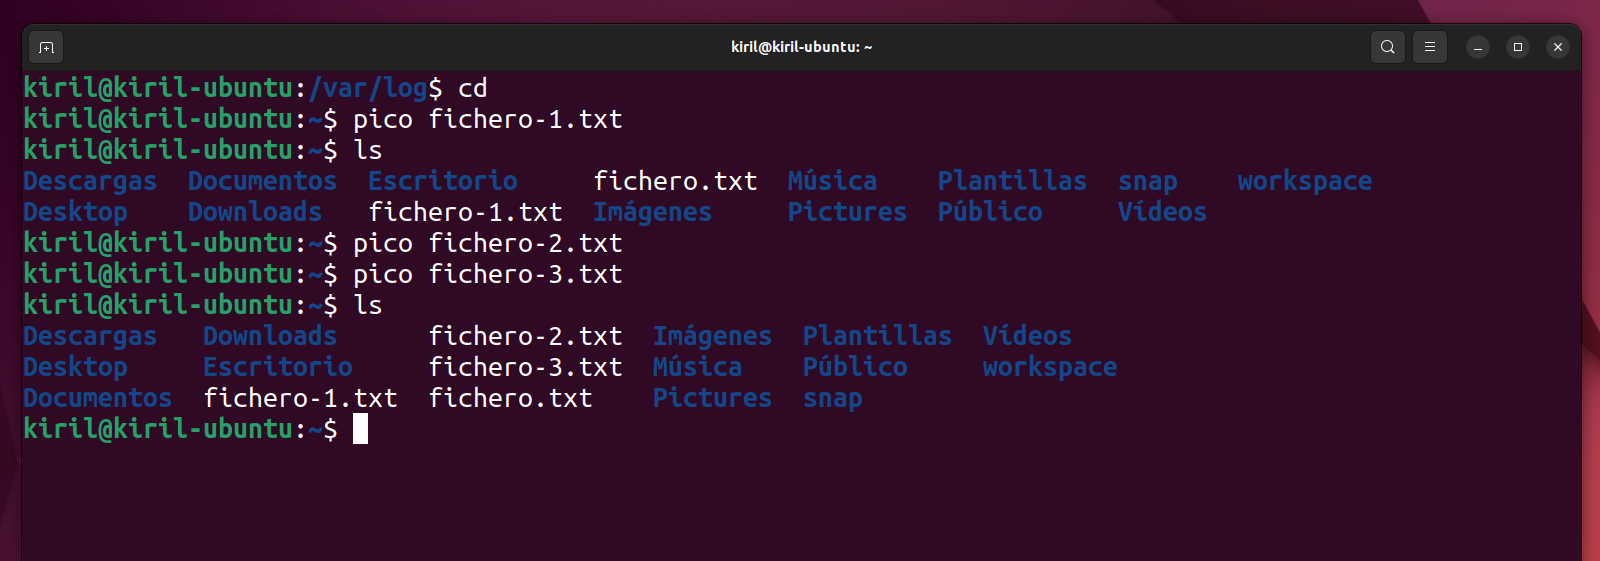 kiril@kiril-ubuntu: ~
kiril@kiril-ubuntu:/var/log$ cd
kiril@kiril-ubuntu:~$ pico fichero-1.txt
kiril@kiril-ubuntu:~$ ls
Descargas  Documentos  Escritorio     fichero.txt  Música    Plantillas  snap    workspace
Desktop    Downloads   fichero-1.txt  Imágenes     Pictures  Público     Vídeos
kiril@kiril-ubuntu:~$ pico fichero-2.txt
kiril@kiril-ubuntu:~$ pico fichero-3.txt
kiril@kiril-ubuntu:~$ ls
Descargas   Downloads      fichero-2.txt  Imágenes  Plantillas  Vídeos
Desktop     Escritorio     fichero-3.txt  Música    Público     workspace
Documentos  fichero-1.txt  fichero.txt    Pictures  snap
kiril@kiril-ubuntu:~$